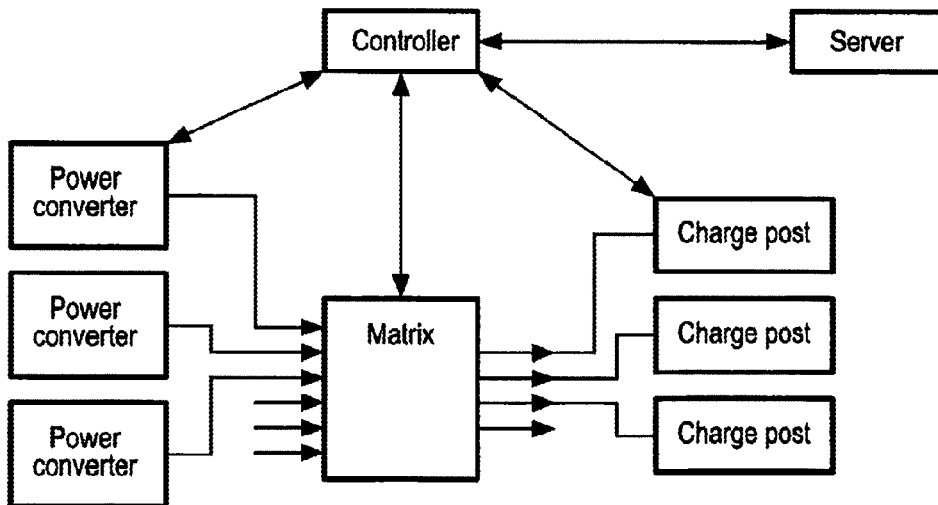 Controller
Server
Power
converter
Charge post
Power
converter
Matrix
Charge post
Power
converter
Charge post